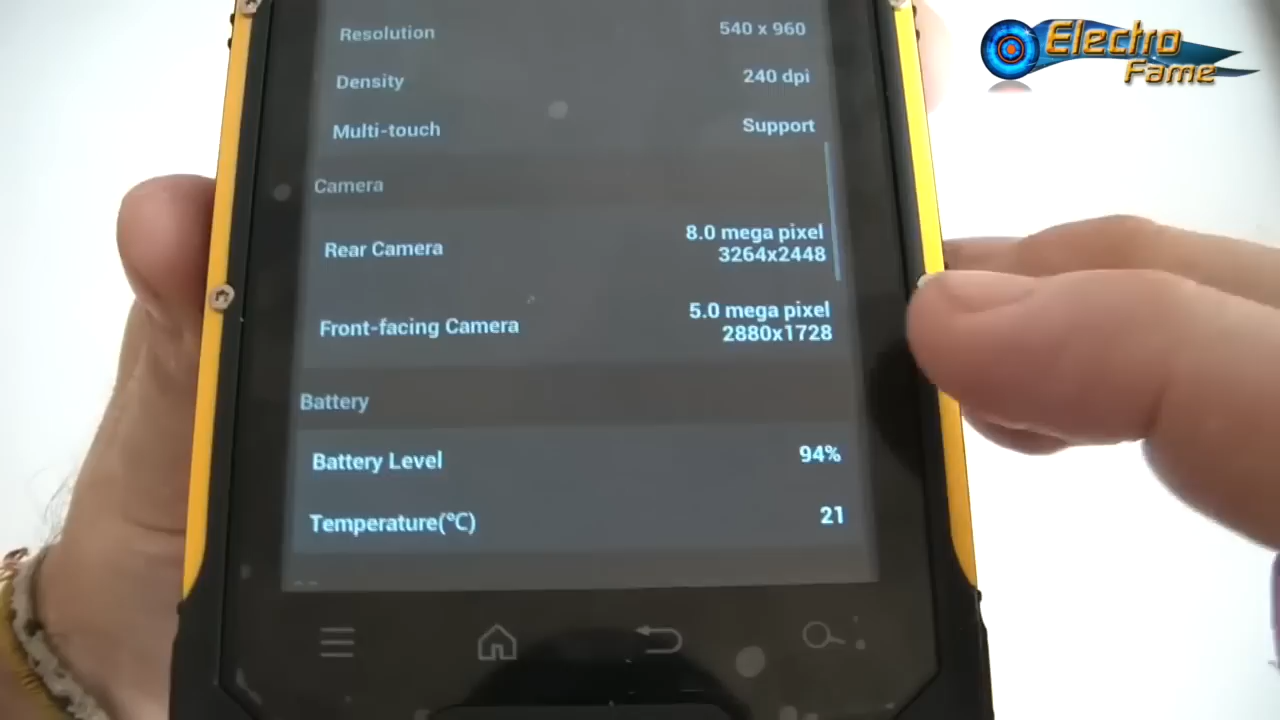 Electro
Fame
Resolution 540 x 960
Density 240 dpi
Multi-touch Support
Camera
Rear Camera 8.0 mega pixel
3264x2448
Front-facing Camera 5.0 mega pixel
2880x1728
Battery
Battery Level 94%
Temperature(°C) 21